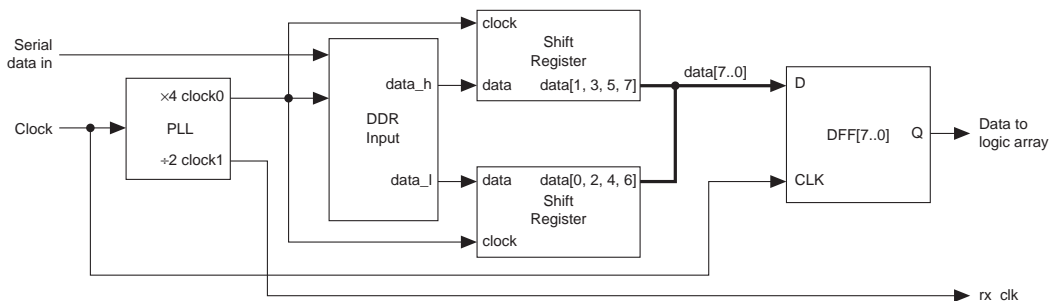 Serial
data in
Clock
×4 clock0
PLL
÷2 clock1
DDR
Input
data_h
data_l
clock
Shift
Register
data
data[1, 3, 5, 7]
data
data[0, 2, 4, 6]
Shift
Register
clock
data[7..0]
D
DFF[7..0]
Q
CLK
Data to
logic array
rx_clk